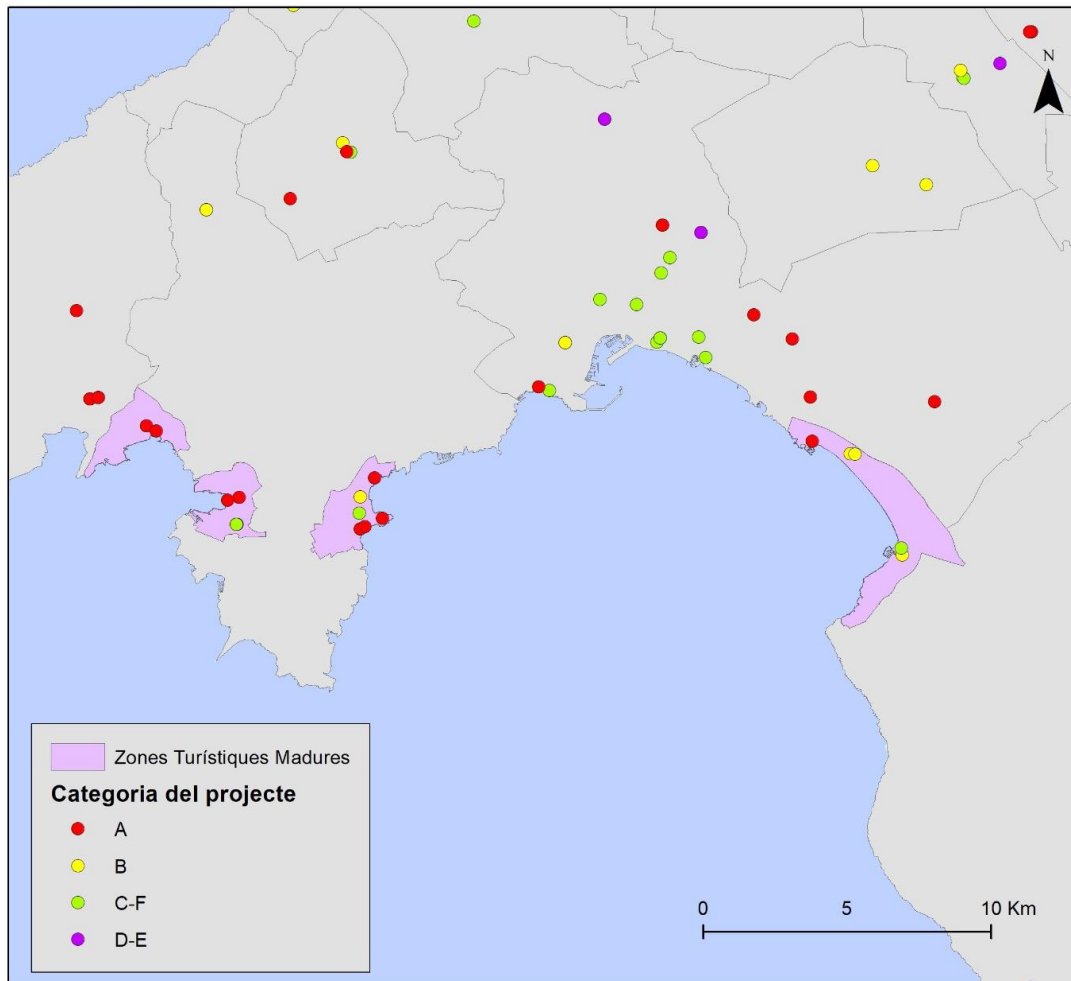 N
Zones Turístiques Madures
Categoria del projecte
A
B
C-F
D-E
0 5 10 Km